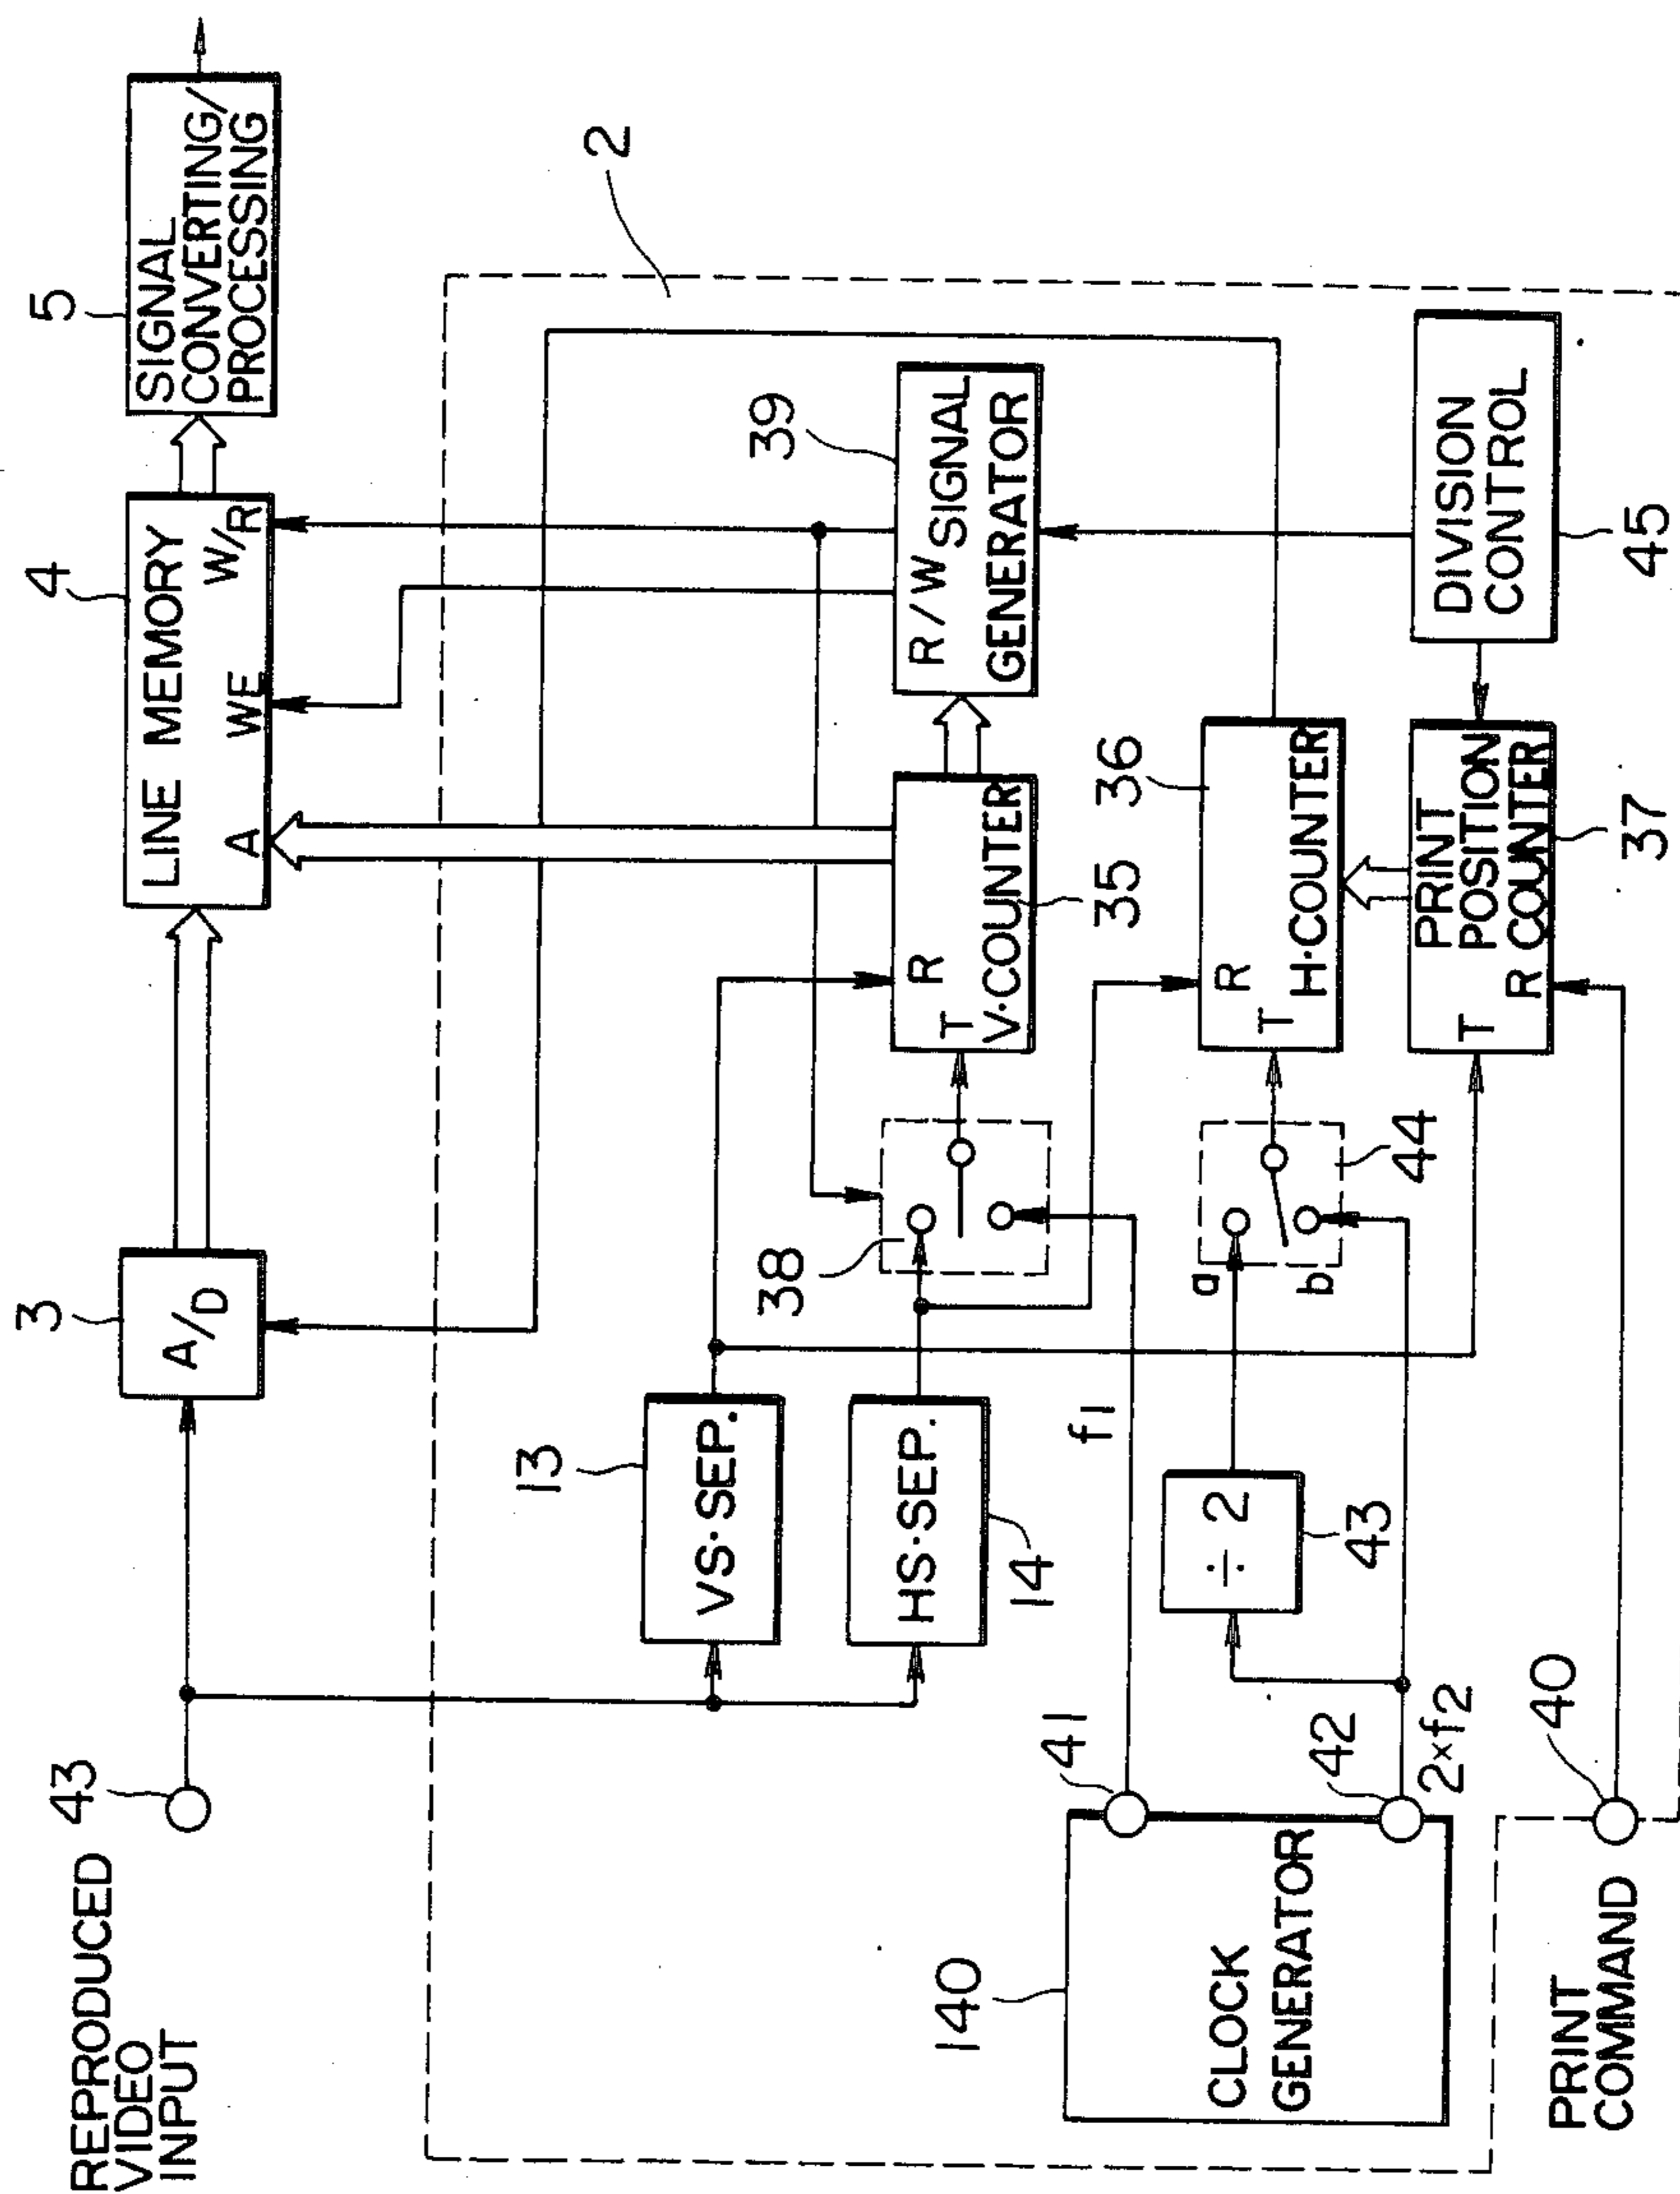 REPRODUCED
VIDEO
INPUT
43
3
A/D
4
LINE MEMORY
A
WE
W/R
5
SIGNAL
CONVERTING/
PROCESSING
2
13
VS·SEP.
HS·SEP.
14
38
R
T
V·COUNTER
35
R/W SIGNAL
GENERATOR
39
140
CLOCK
GENERATOR
41
f1
42
2×f2
÷2
43
a
b
44
R
T
H·COUNTER
36
PRINT
POSITION
COUNTER
T
R
37
DIVISION
CONTROL
45
PRINT
COMMAND
40